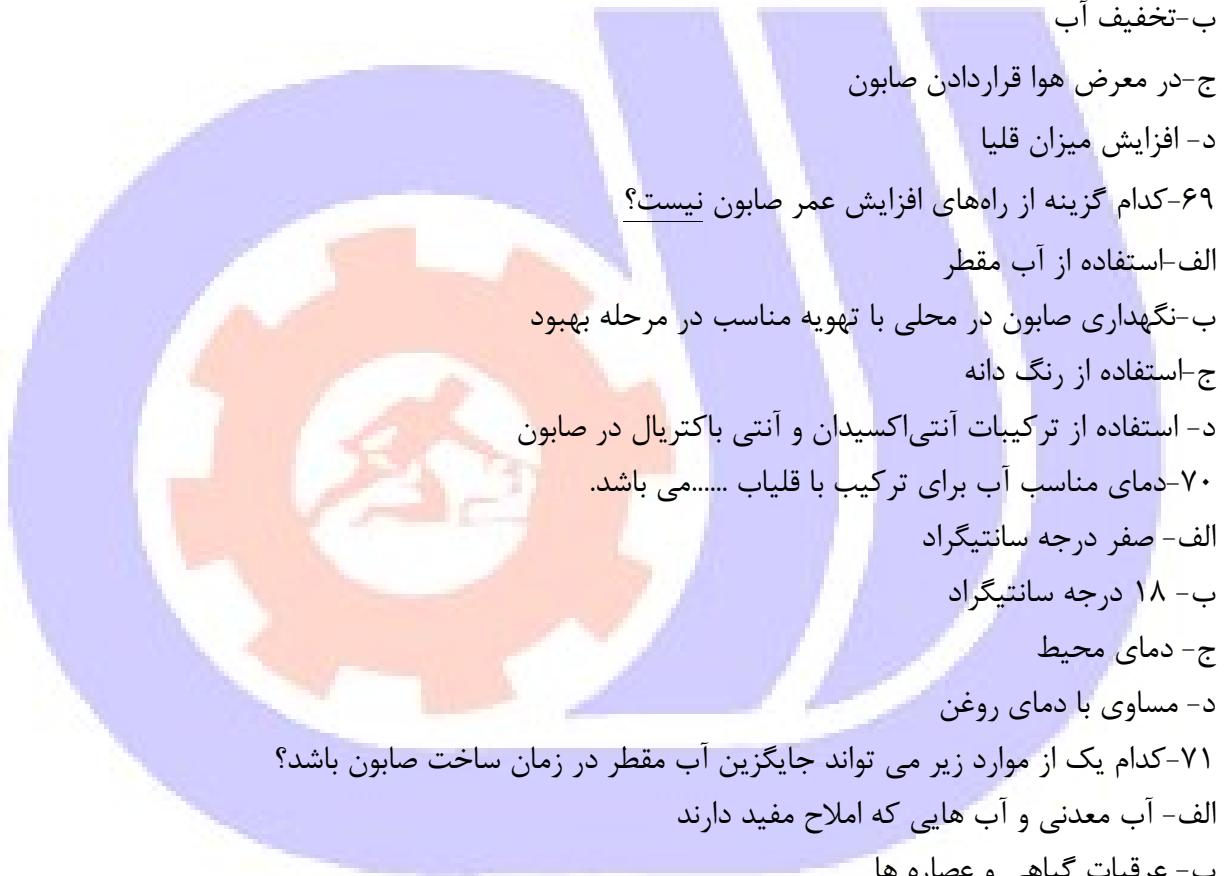 ب-تخفیف آب
ج-در معرض هوا قراردادن صابون
د- افزایش میزان قلیا
۶۹-کدام گزینه از راه‌های افزایش عمر صابون نیست؟
الف-استفاده از آب مقطر
ب-نگهداری صابون در محلی با تهویه مناسب در مرحله بهبود
ج-استفاده از رنگ دانه
د- استفاده از ترکیبات آنتی‌اکسیدان و آنتی باکتریال در صابون
۷۰-دمای مناسب آب برای ترکیب با قلیاب ......می باشد.
الف- صفر درجه سانتیگراد
ب- ۱۸ درجه سانتیگراد
ج- دمای محیط
د- مساوی با دمای روغن
۷۱-کدام یک از موارد زیر می تواند جایگزین آب مقطر در زمان ساخت صابون باشد؟
الف- آب معدنی و آب هایی که املاح مفید دارند
ب- عرقیات گیاهی و عصاره ها